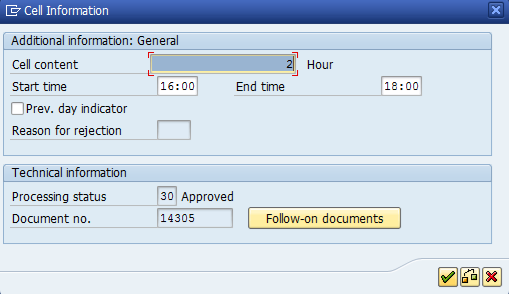 Cell Information
Additional information: General
Cell content 2 Hour
Start time 16:00 End time 18:00
Prev. day indicator
Reason for rejection
Technical information
Processing status 30 Approved
Document no. 14305 Follow-on documents